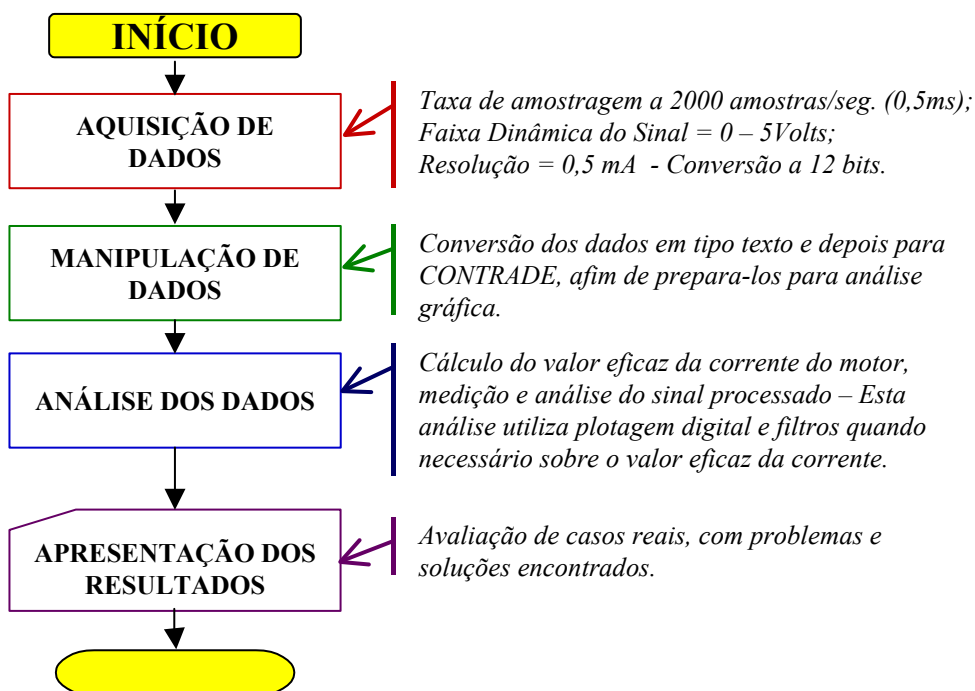 INÍCIO
AQUISIÇÃO DE
DADOS
Taxa de amostragem a 2000 amostras/seg. (0,5ms);
Faixa Dinâmica do Sinal = 0 – 5Volts;
Resolução = 0,5 mA - Conversão a 12 bits.
MANIPULAÇÃO DE
DADOS
Conversão dos dados em tipo texto e depois para
CONTRADE, afim de prepara-los para análise
gráfica.
ANÁLISE DOS DADOS
Cálculo do valor eficaz da corrente do motor,
medição e análise do sinal processado – Esta
análise utiliza plotagem digital e filtros quando
necessário sobre o valor eficaz da corrente.
APRESENTAÇÃO DOS
RESULTADOS
Avaliação de casos reais, com problemas e
soluções encontrados.